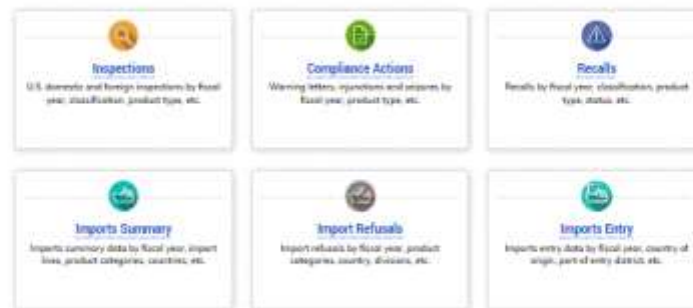 Inspections
U.S. domestic and foreign inspections by fiscal
year, classification, product type, etc.
Compliance Actions
Warning letters, injunctions and seizures by
fiscal year, product type, etc.
Recalls
Recalls by fiscal year, classification, product
type, status, etc.
Imports Summary
Imports summary data by fiscal year, import
lines, product categories, countries, etc.
Import Refusals
Import refusals by fiscal year, product
categories, country, divisions, etc.
Imports Entry
Imports entry data by fiscal year, country of
origin, port of entry district, etc.